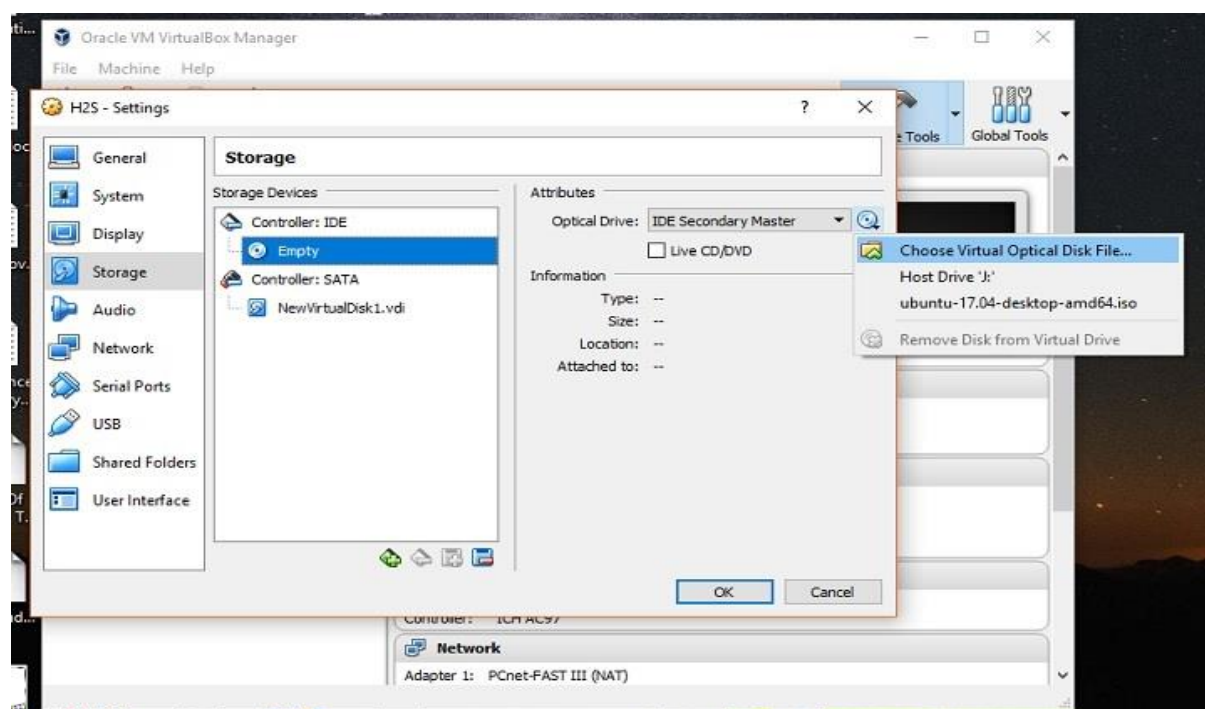 Oracle VM VirtualBox Manager
File Machine Help
H2S - Settings
?
Tools
Global Tools
General
System
Display
Storage
Audio
Network
Serial Ports
USB
Shared Folders
User Interface
Storage
Storage Devices
Controller: IDE
Empty
Controller: SATA
NewVirtualDisk1.vdi
Attributes
Optical Drive: IDE Secondary Master
Live CD/DVD
Information
Type: --
Size: --
Location: --
Attached to: --
Choose Virtual Optical Disk File...
Host Drive 'J:'
ubuntu-17.04-desktop-amd64.iso
Remove Disk from Virtual Drive
OK Cancel
Controller: ICH AC97
Network
Adapter 1: PCnet-FAST III (NAT)